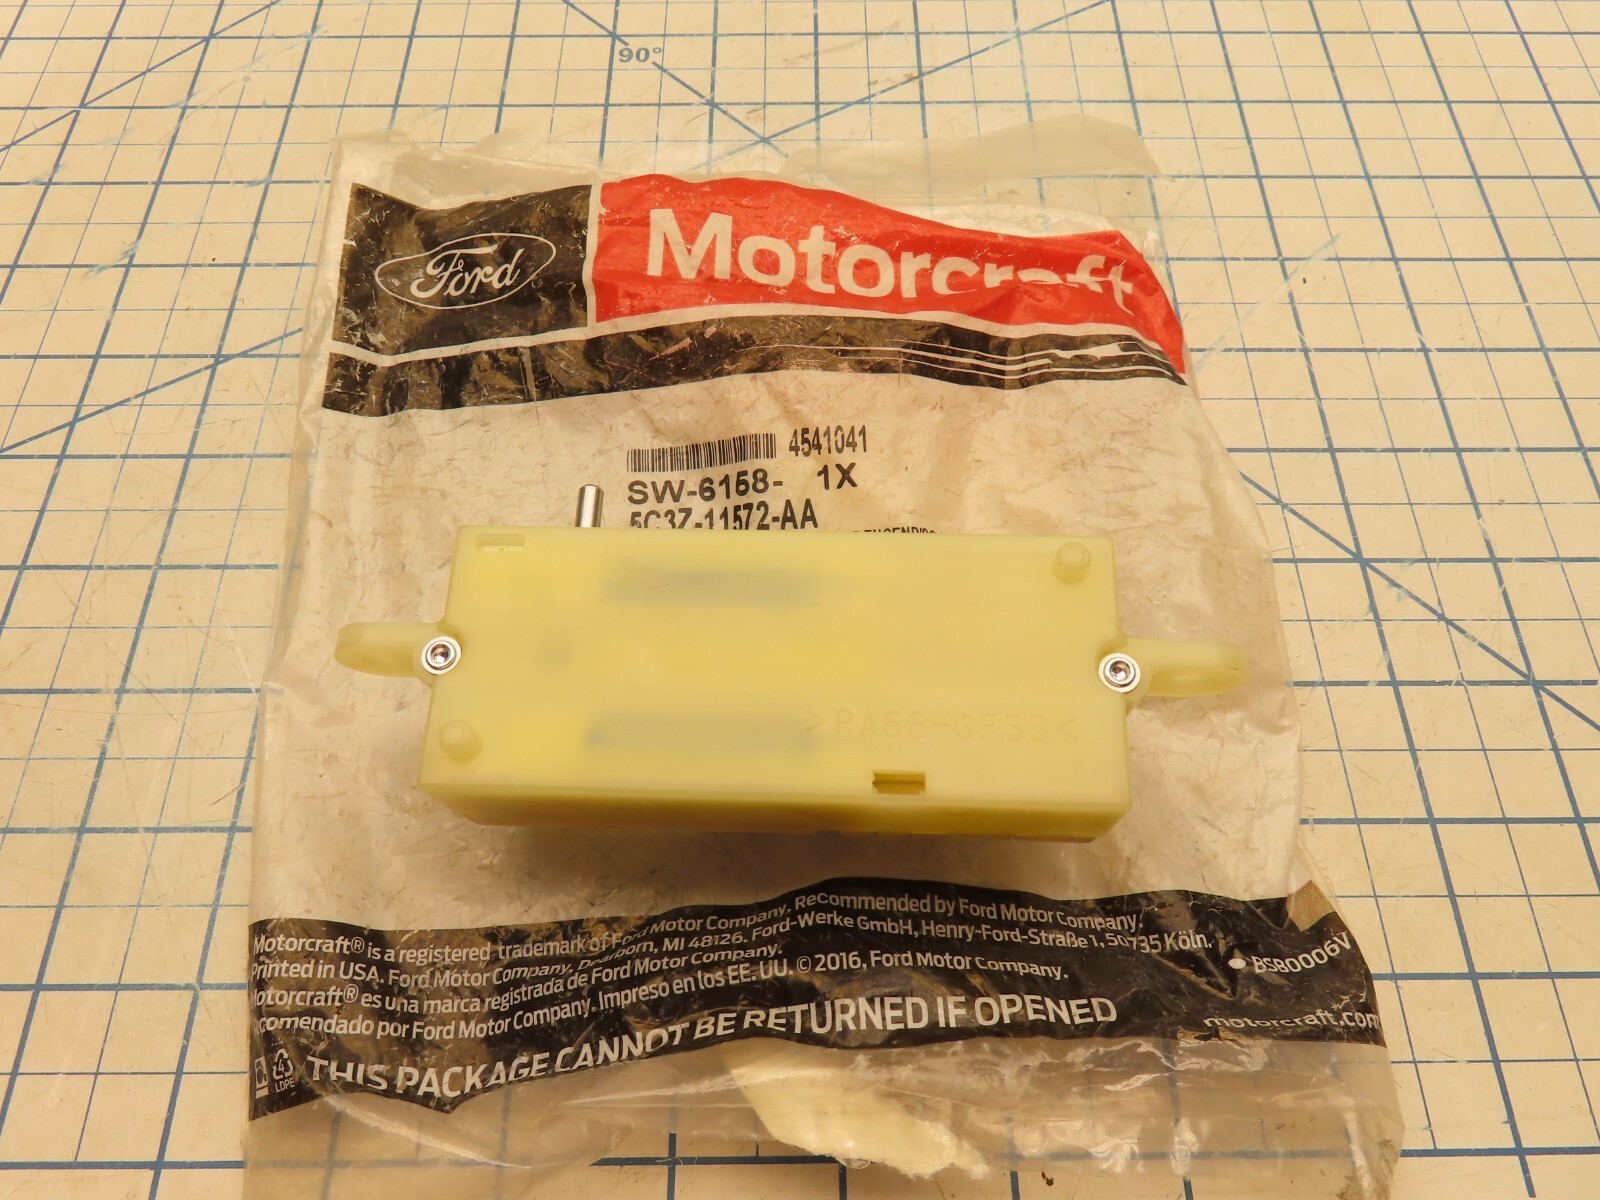 90°
Ford
Motorcraft
4541041
SW-6158- 1X
5C3Z-11572-AA
>PA66-GF33<
Motorcraft® is a registered trademark of Ford Motor Company. Recommended by Ford Motor Company.
Printed in USA. Ford Motor Company, Dearborn, MI 48126. Ford-Werke GmbH, Henry-Ford-Straße 1, 50735 Köln.
Motorcraft® es una marca registrada de Ford Motor Company. Impreso en los EE. UU. © 2016, Ford Motor Company.
comendado por Ford Motor Company.
BSB0006V
motorcraft.com
4
LDPE
THIS PACKAGE CANNOT BE RETURNED IF OPENED